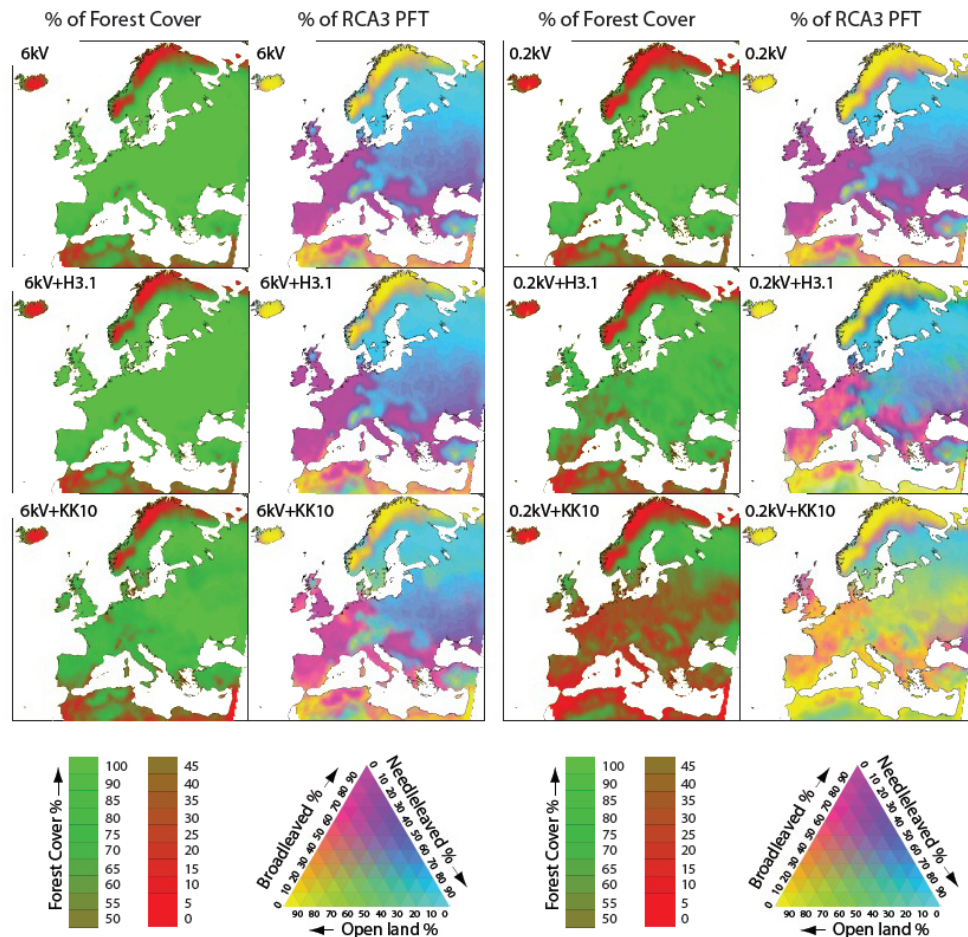 % of Forest Cover
% of RCA3 PFT
% of Forest Cover
% of RCA3 PFT
6kV
6kV
0.2kV
0.2kV
6kV+H3.1
6kV+H3.1
0.2kV+H3.1
0.2kV+H3.1
6kV+KK10
6kV+KK10
0.2kV+KK10
0.2kV+KK10
Forest Cover %
100
90
85
80
75
70
65
60
55
50
45
40
35
30
25
20
15
10
5
0
Broadleaved %
0 10 20 30 40 50 60 70 80 90
Needleleaved %
0 10 20 30 40 50 60 70 80 90
90 80 70 60 50 40 30 20 10 0
Open land %
Forest Cover %
100
90
85
80
75
70
65
60
55
50
45
40
35
30
25
20
15
10
5
0
Broadleaved %
0 10 20 30 40 50 60 70 80 90
Needleleaved %
0 10 20 30 40 50 60 70 80 90
90 80 70 60 50 40 30 20 10 0
Open land %